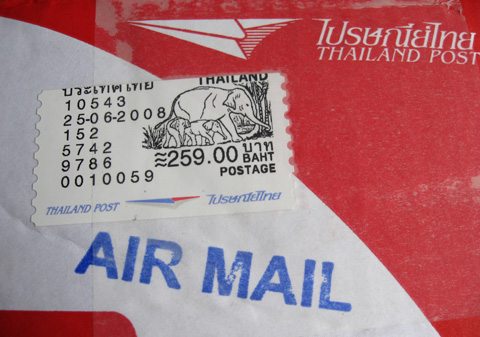 ไปรษณีย์ไทย
THAILAND POST
ประเทศไทย THAILAND
10543
25-06-2008
152
5742
9786
0010059
≈259.00 บาท
BAHT
POSTAGE
THAILAND POST ไปรษณีย์ไทย
AIR MAIL